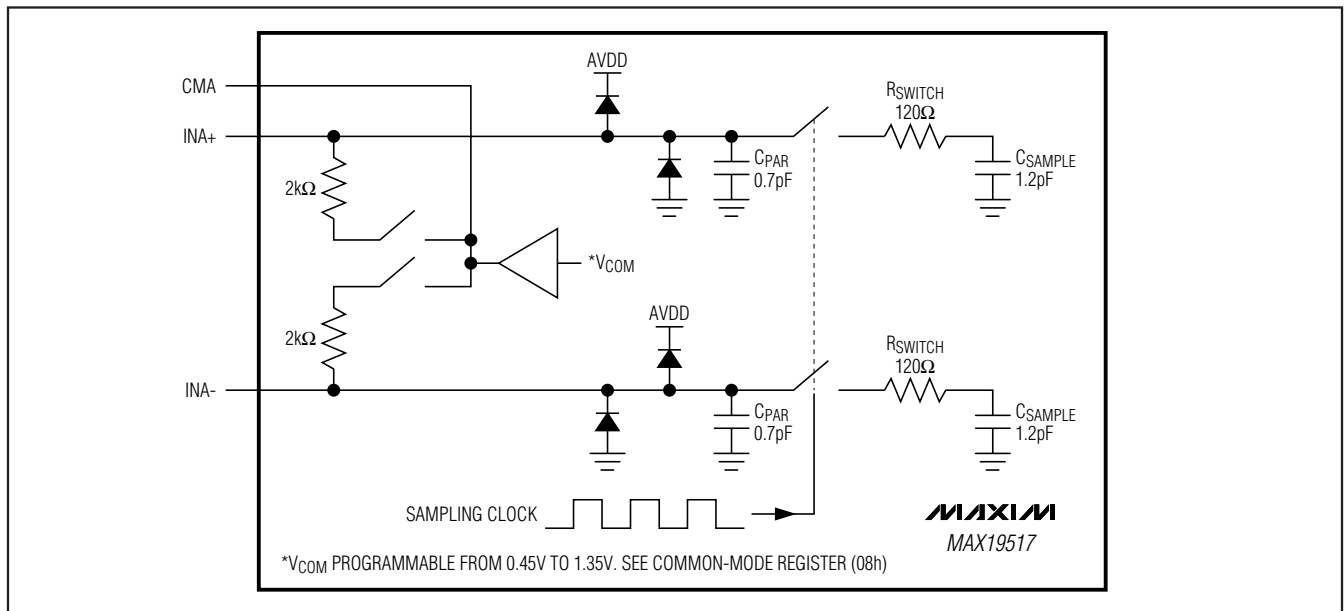 AVDD
CMA
RSWITCH
120Ω
INA+
CPAR
0.7pF
CSAMPLE
1.2pF
2kΩ
*VCOM
AVDD
2kΩ
RSWITCH
120Ω
INA-
CPAR
0.7pF
CSAMPLE
1.2pF
SAMPLING CLOCK
MAXIM
MAX19517
*VCOM PROGRAMMABLE FROM 0.45V TO 1.35V. SEE COMMON-MODE REGISTER (08h)